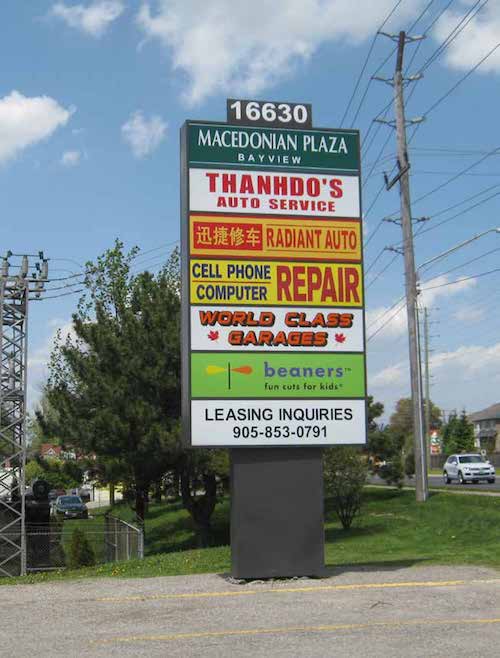 16630
MACEDONIAN PLAZA
BAYVIEW
THANHDO'S
AUTO SERVICE
迅捷修车 RADIANT AUTO
CELL PHONE
COMPUTER REPAIR
WORLD CLASS
GARAGES
beaners™
fun cuts for kids®
LEASING INQUIRIES
905-853-0791